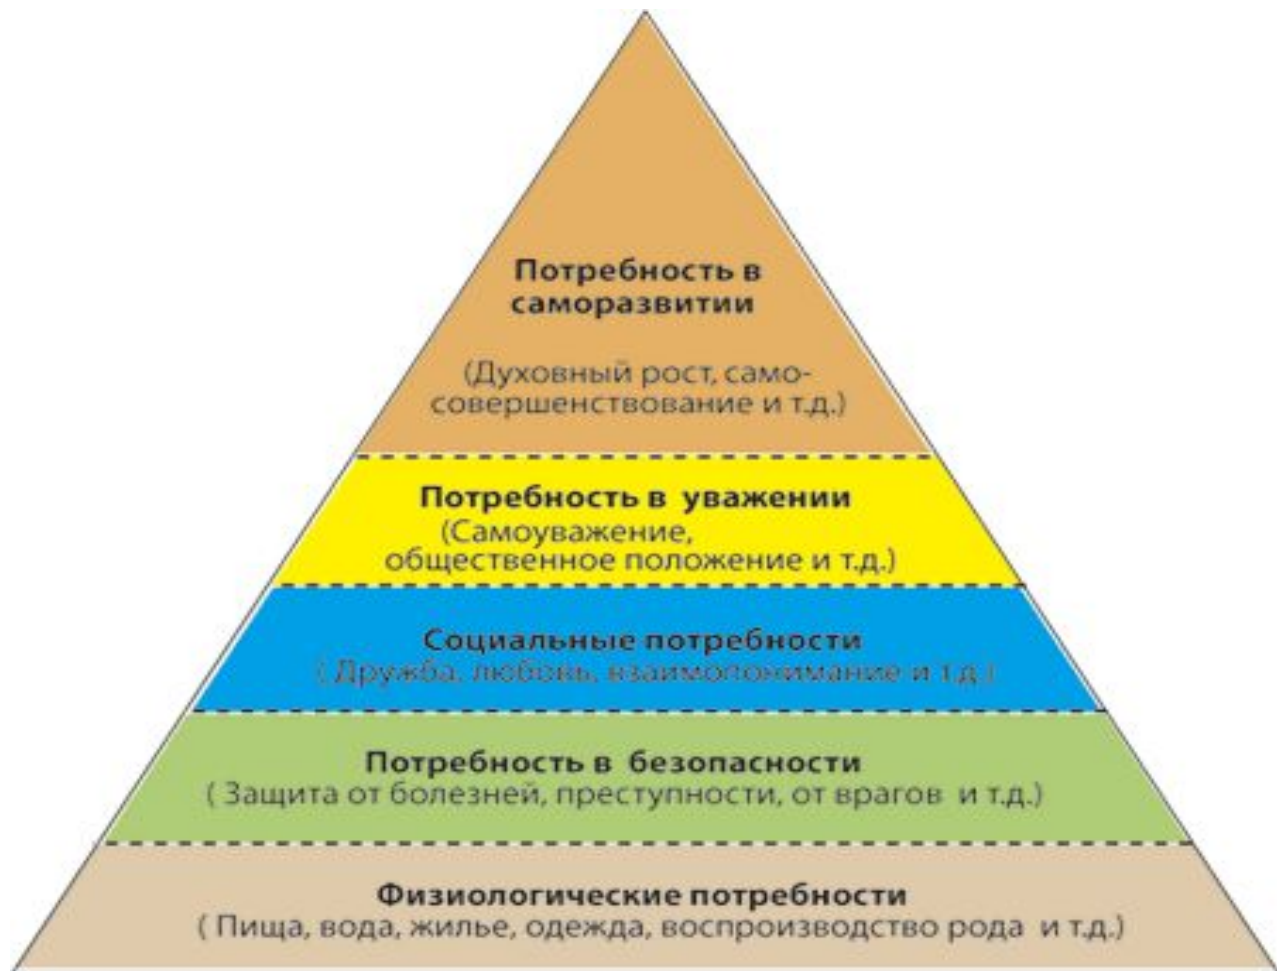 Потребность в
саморазвитии
(Духовный рост, само-
совершенствование и т.д.)
Потребность в уважении
(Самоуважение,
общественное положение и т.д.)
Социальные потребности
( Дружба, любовь, взаимопонимание и т.д.)
Потребность в безопасности
( Защита от болезней, преступности, от врагов и т.д.)
Физиологические потребности
( Пища, вода, жилье, одежда, воспроизводство рода и т.д.)